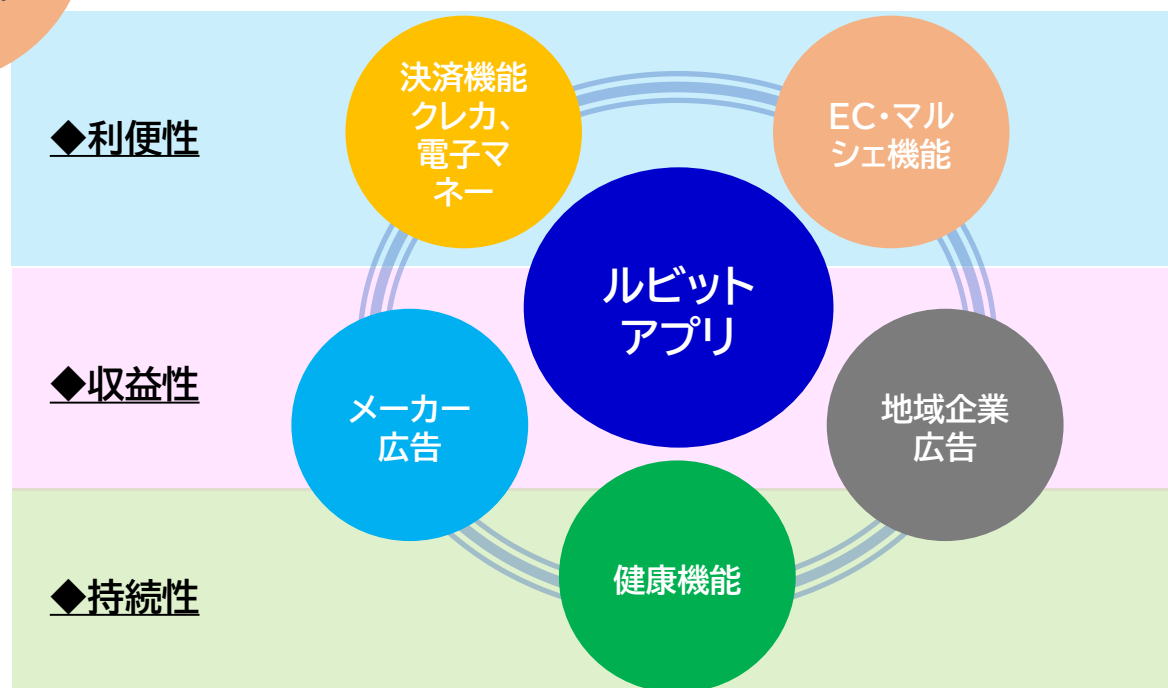 ◆利便性
決済機能
クレカ、
電子マ
ネー
EC・マル
シェ機能
ルビット
アプリ
◆収益性
メーカー
広告
地域企業
広告
◆持続性
健康機能